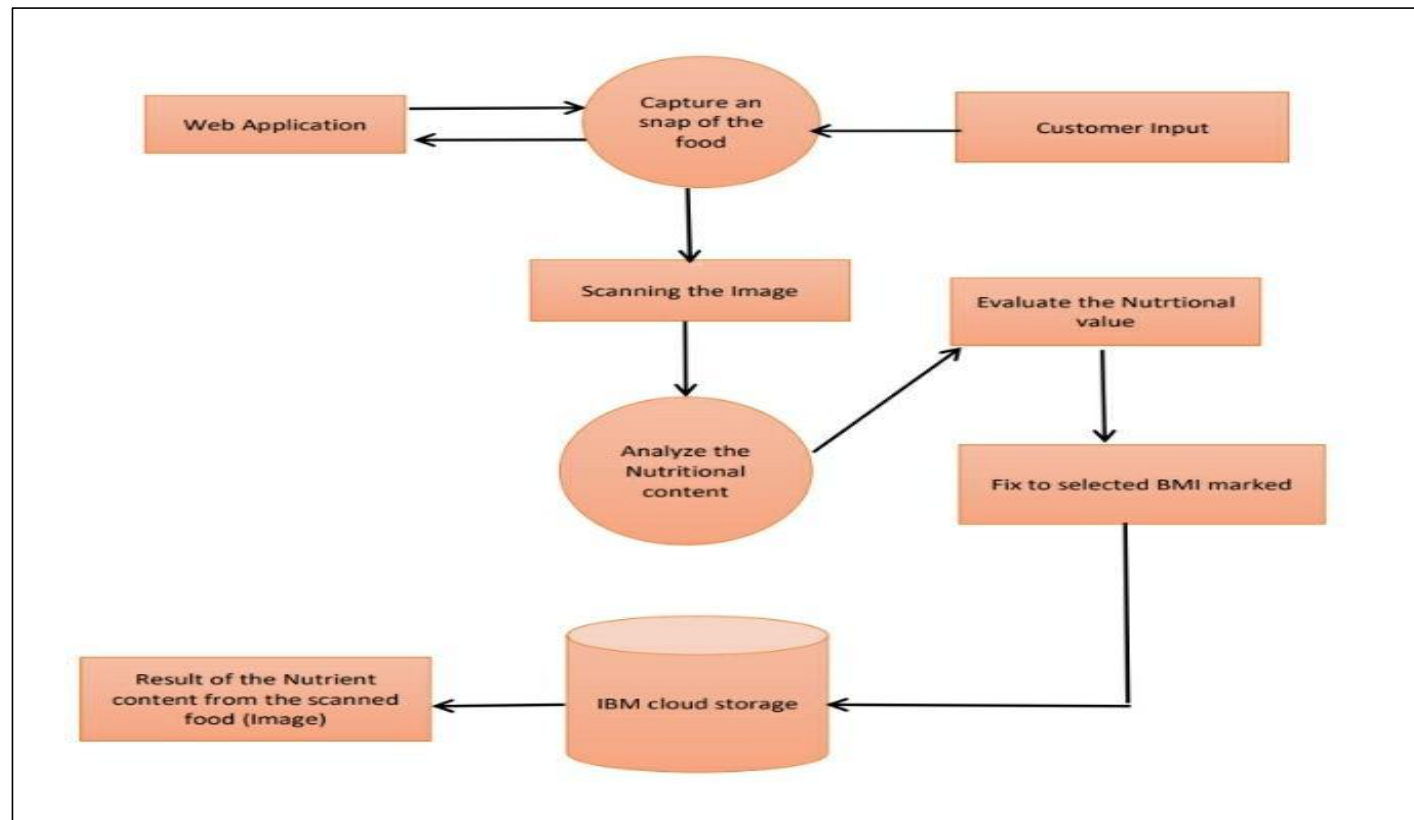 Web Application
Capture an
snap of the
food
Customer Input
Scanning the Image
Evaluate the Nutrtional
value
Analyze the
Nutritional
content
Fix to selected BMI marked
Result of the Nutrient
content from the scanned
food (Image)
IBM cloud storage